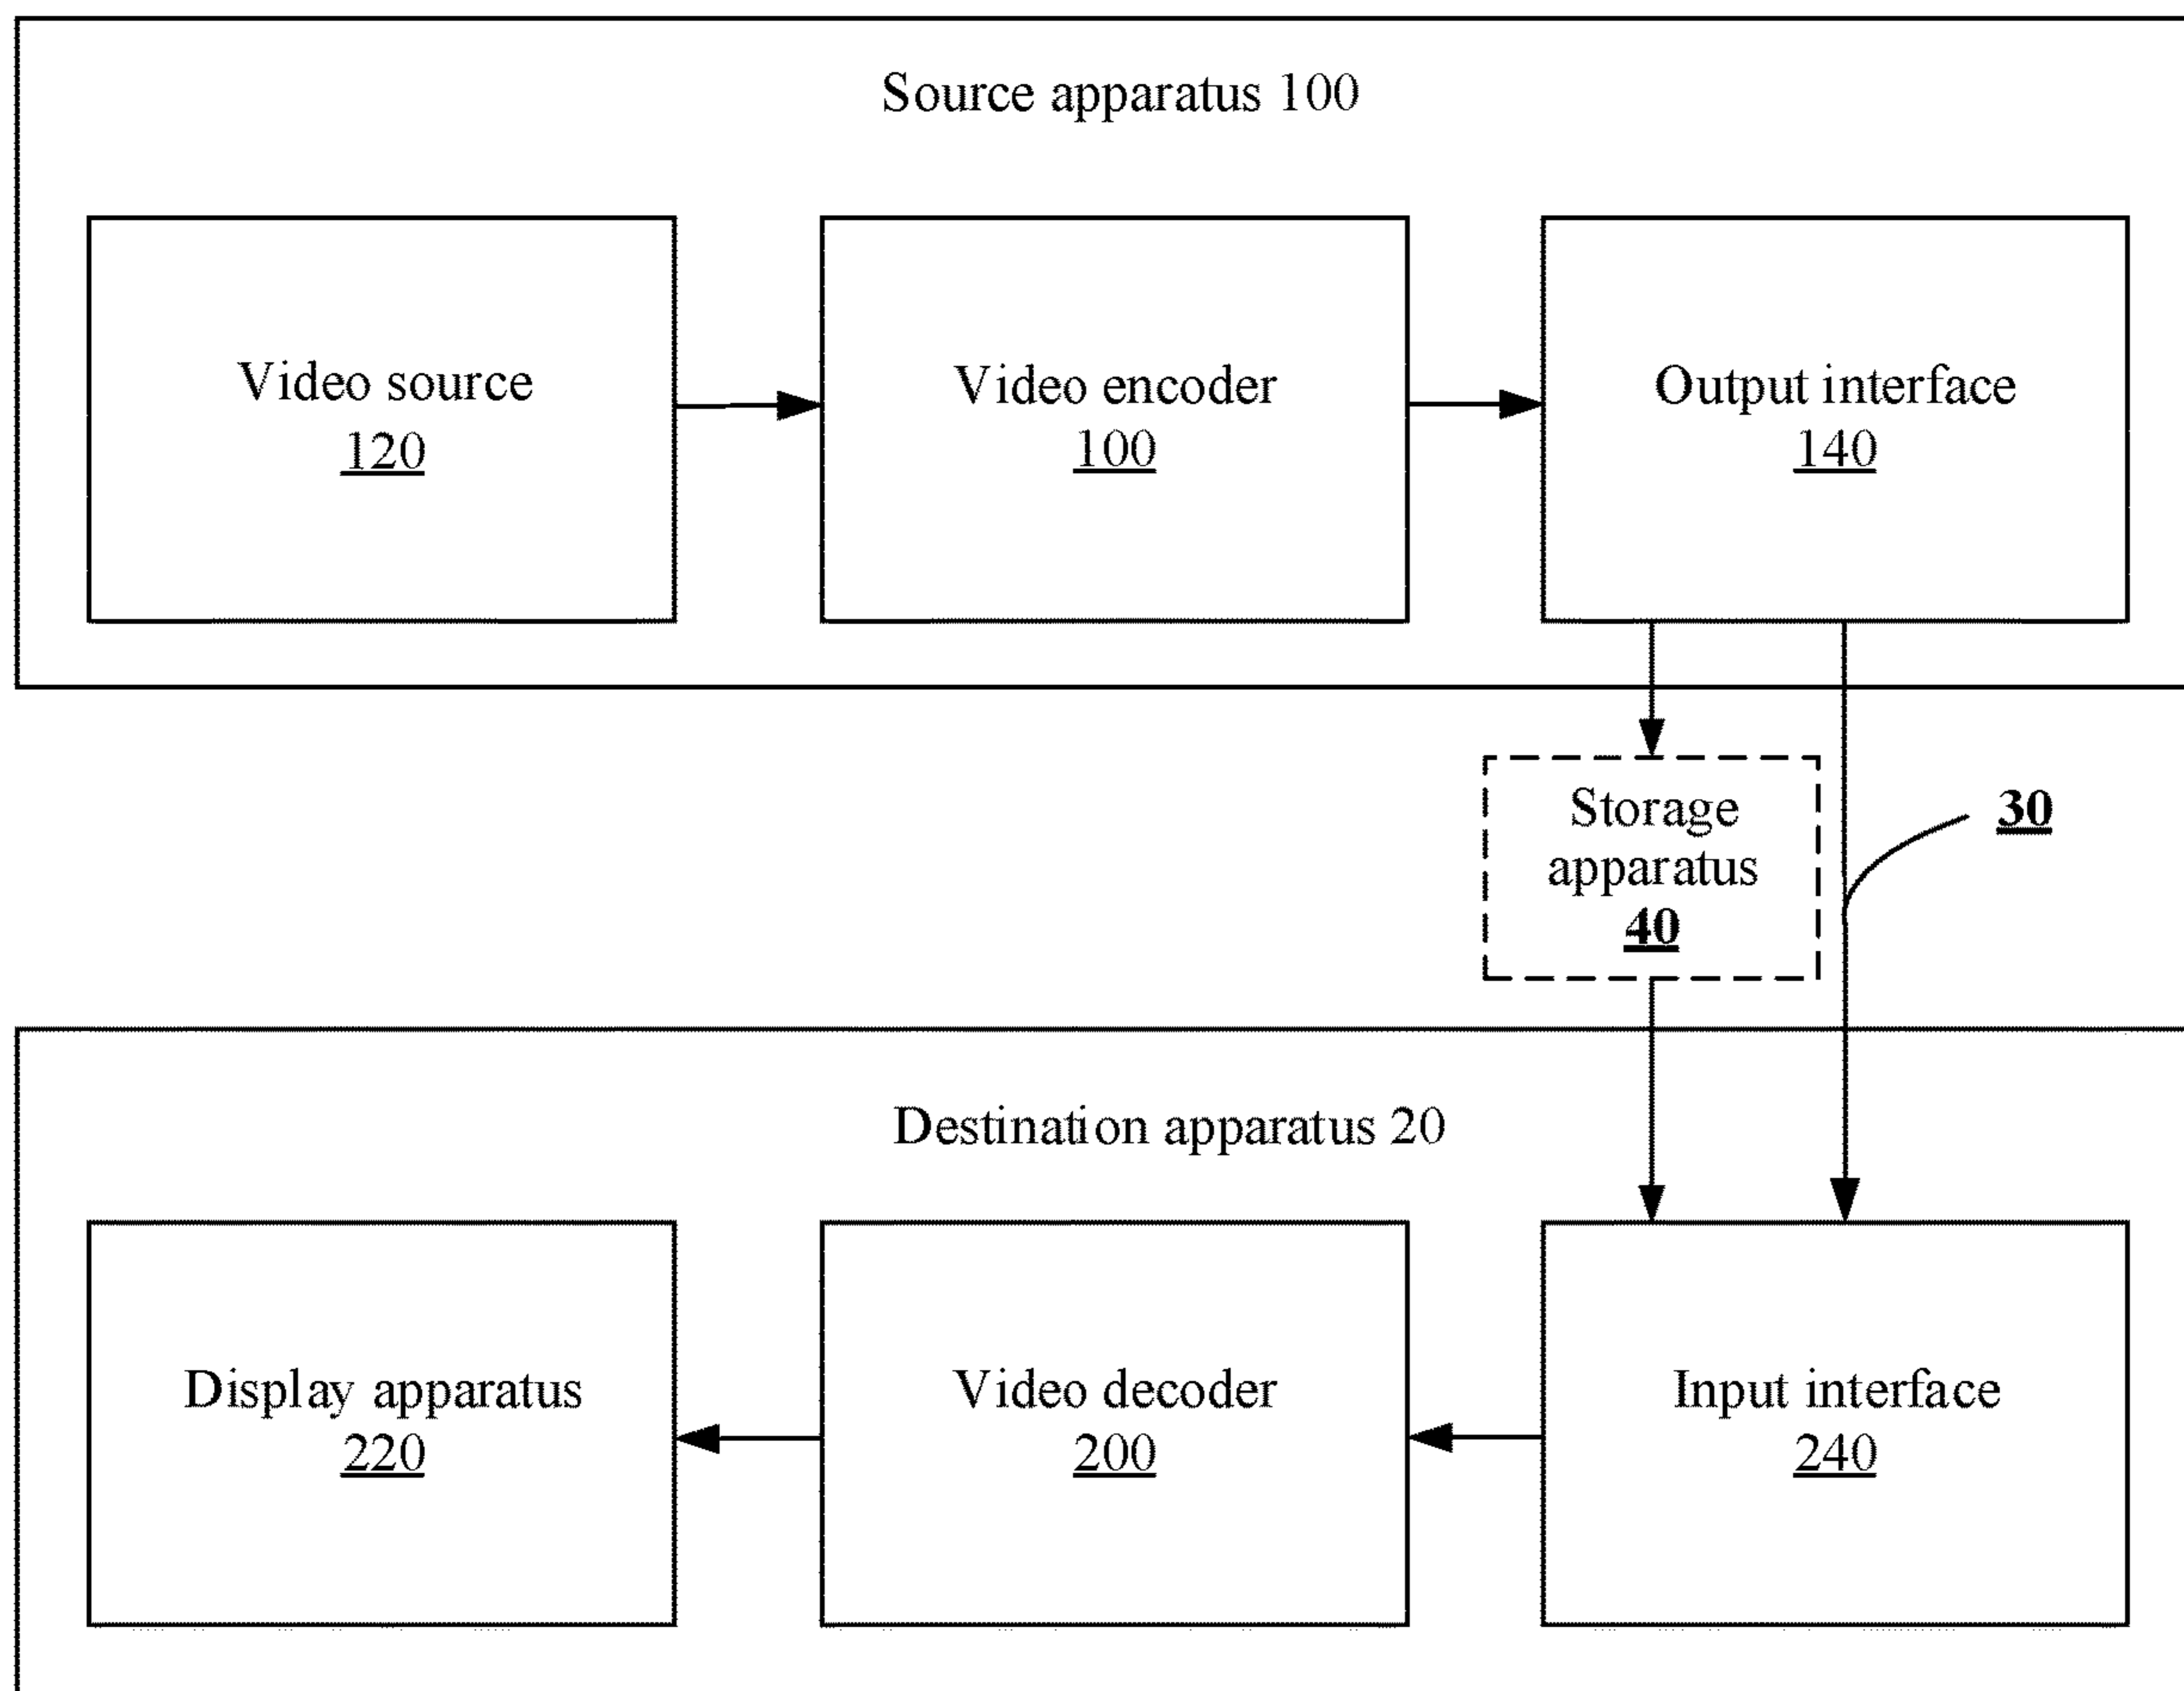 Source apparatus 100
Video source
120
Video encoder
100
Output interface
140
Storage
apparatus
40
30
Destination apparatus 20
Display apparatus
220
Video decoder
200
Input interface
240